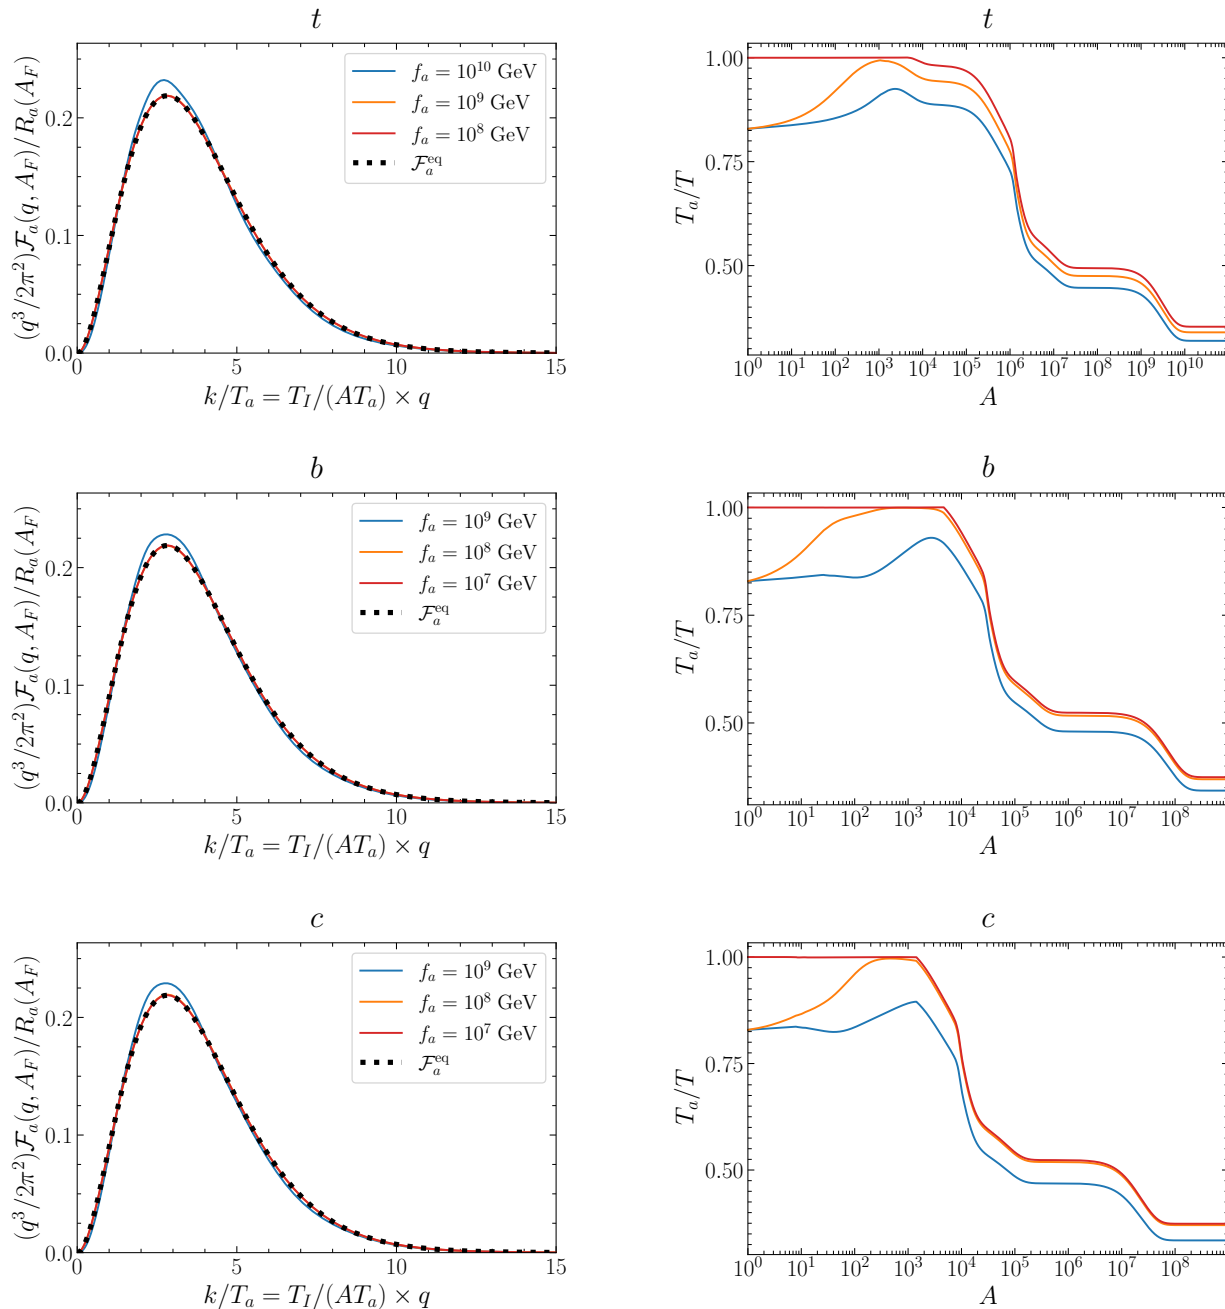 t
(q³/2π²)ℱₐ(q, A_F)/Rₐ(A_F)
0.2
0.1
0.0
fₐ = 10¹⁰ GeV
fₐ = 10⁹ GeV
fₐ = 10⁸ GeV
ℱₐ^eq
0 5 10 15
k/Tₐ = T_I/(ATₐ) × q
t
Tₐ/T
1.00
0.75
0.50
10⁰ 10¹ 10² 10³ 10⁴ 10⁵ 10⁶ 10⁷ 10⁸ 10⁹ 10¹⁰
A
b
(q³/2π²)ℱₐ(q, A_F)/Rₐ(A_F)
0.2
0.1
0.0
fₐ = 10⁹ GeV
fₐ = 10⁸ GeV
fₐ = 10⁷ GeV
ℱₐ^eq
0 5 10 15
k/Tₐ = T_I/(ATₐ) × q
b
Tₐ/T
1.00
0.75
0.50
10⁰ 10¹ 10² 10³ 10⁴ 10⁵ 10⁶ 10⁷ 10⁸
A
c
(q³/2π²)ℱₐ(q, A_F)/Rₐ(A_F)
0.2
0.1
0.0
fₐ = 10⁹ GeV
fₐ = 10⁸ GeV
fₐ = 10⁷ GeV
ℱₐ^eq
0 5 10 15
k/Tₐ = T_I/(ATₐ) × q
c
Tₐ/T
1.00
0.75
0.50
10⁰ 10¹ 10² 10³ 10⁴ 10⁵ 10⁶ 10⁷ 10⁸
A